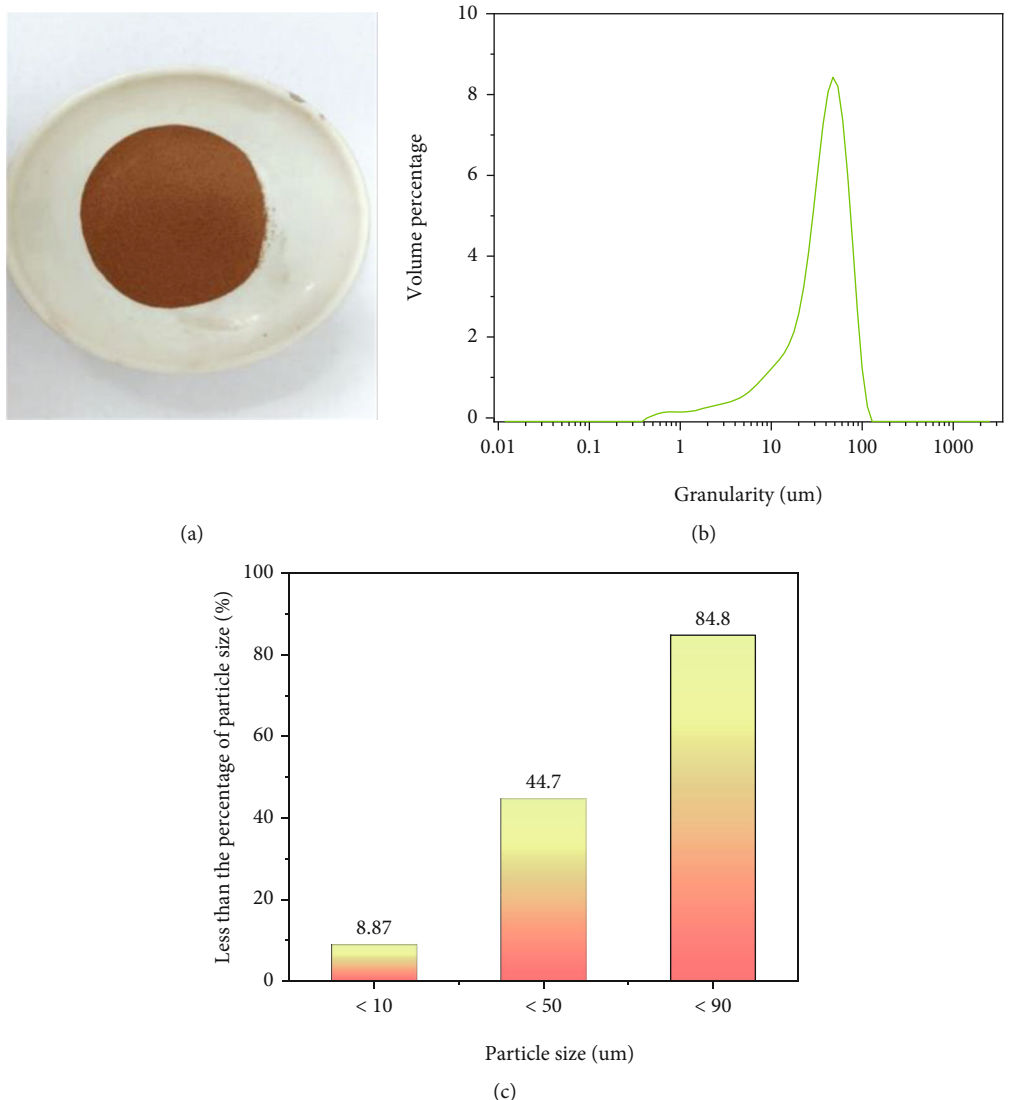 (a)
Volume percentage
10
8
6
4
2
0
0.01 0.1 1 10 100 1000
Granularity (um)
(b)
Less than the percentage of particle size (%)
100
80
60
40
20
0
8.87
44.7
84.8
< 10 < 50 < 90
Particle size (um)
(c)